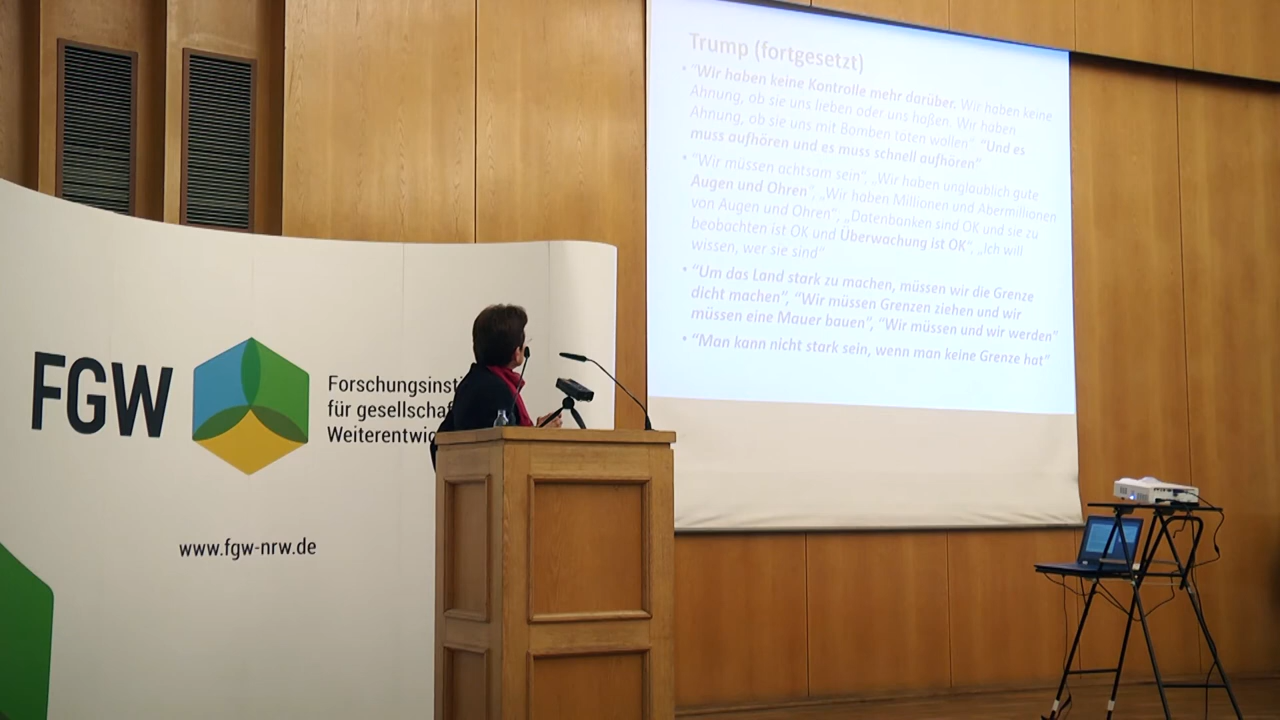 Trump (fortgesetzt)
• "Wir haben keine Kontrolle mehr darüber. Wir haben keine
Ahnung, ob sie uns lieben oder uns haßen. Wir haben
Ahnung, ob sie uns mit Bomben töten wollen" "Und es
muss aufhören und es muss schnell aufhören"
• "Wir müssen achtsam sein", „Wir haben unglaublich gute
Augen und Ohren", „Wir haben Millionen und Abermillionen
von Augen und Ohren", „Datenbanken sind OK und sie zu
beobachten ist OK und Überwachung ist OK", „Ich will
wissen, wer sie sind"
• "Um das Land stark zu machen, müssen wir die Grenze
dicht machen", "Wir müssen Grenzen ziehen und wir
müssen eine Mauer bauen", "Wir müssen und wir werden"
• "Man kann nicht stark sein, wenn man keine Grenze hat"
FGW
Forschungsinsti
für gesellschaf
Weiterentwic
www.fgw-nrw.de